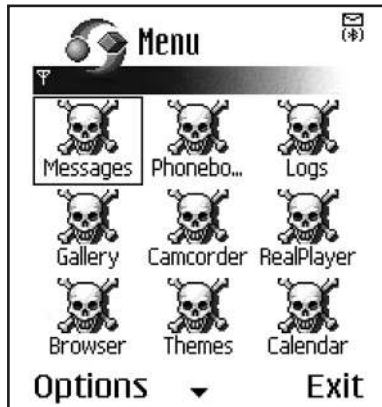 Menu
Messages Phonebo... Logs
Gallery Camcorder RealPlayer
Browser Themes Calendar
Options Exit